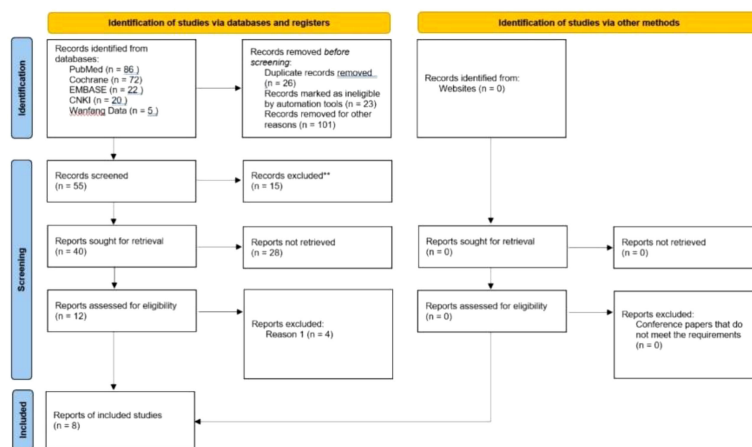 Identification of studies via databases and registers
Identification of studies via other methods
Identification
Records identified from
databases:
PubMed (n = 86 )
Cochrane (n = 72)
EMBASE (n = 22 )
CNKI (n = 20 )
Wanfang Data (n = 5 )
Records removed before
screening:
Duplicate records removed
(n = 26)
Records marked as ineligible
by automation tools (n = 23)
Records removed for other
reasons (n = 101)
Records identified from:
Websites (n = 0)
Screening
Records screened
(n = 55)
Records excluded**
(n = 15)
Reports sought for retrieval
(n = 40)
Reports not retrieved
(n = 28)
Reports sought for retrieval
(n = 0)
Reports not retrieved
(n = 0)
Reports assessed for eligibility
(n = 12)
Reports excluded:
Reason 1 (n = 4)
Reports assessed for eligibility
(n = 0)
Reports excluded:
Conference papers that do
not meet the requirements
(n = 0)
Included
Reports of included studies
(n = 8)